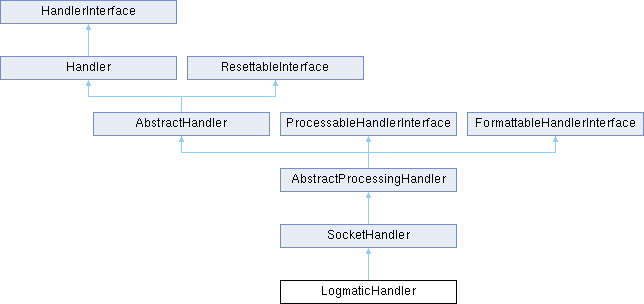 HandlerInterface
Handler
ResettableInterface
AbstractHandler
ProcessableHandlerInterface
FormattableHandlerInterface
AbstractProcessingHandler
SocketHandler
LogmaticHandler